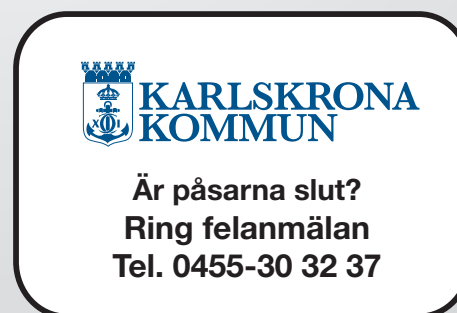 KARLSKRONA
KOMMUN
Är påsarna slut?
Ring felanmälan
Tel. 0455-30 32 37